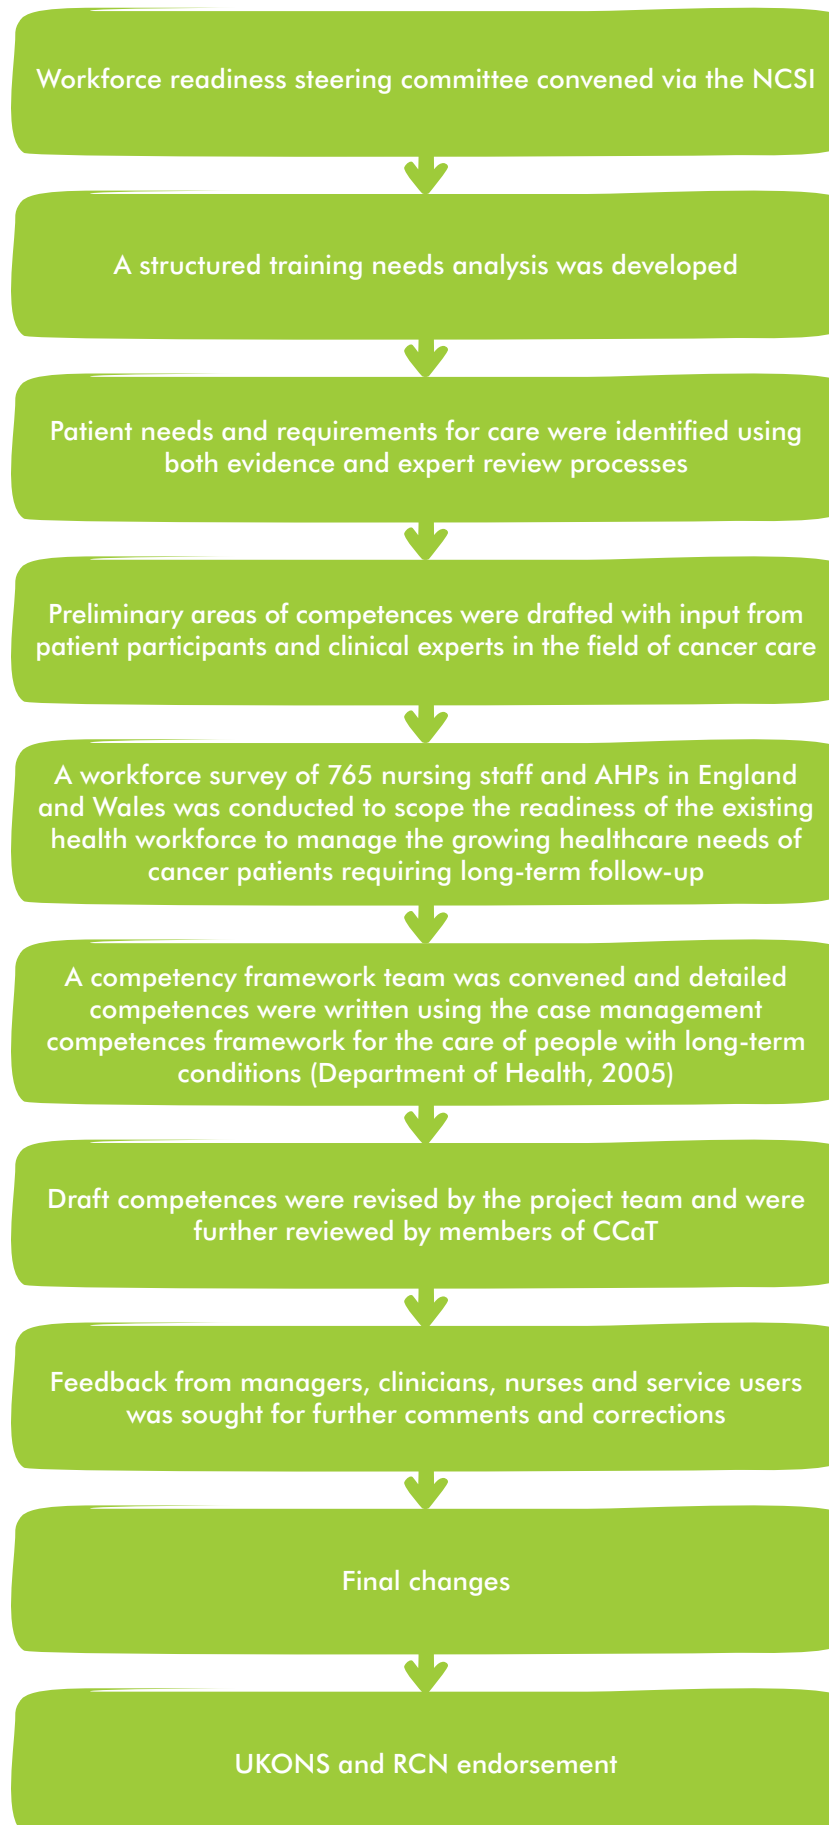 Workforce readiness steering committee convened via the NCSI
A structured training needs analysis was developed
Patient needs and requirements for care were identified using
both evidence and expert review processes
Preliminary areas of competences were drafted with input from
patient participants and clinical experts in the field of cancer care
A workforce survey of 765 nursing staff and AHPs in England
and Wales was conducted to scope the readiness of the existing
health workforce to manage the growing healthcare needs of
cancer patients requiring long-term follow-up
A competency framework team was convened and detailed
competences were written using the case management
competences framework for the care of people with long-term
conditions (Department of Health, 2005)
Draft competences were revised by the project team and were
further reviewed by members of CCaT
Feedback from managers, clinicians, nurses and service users
was sought for further comments and corrections
Final changes
UKONS and RCN endorsement